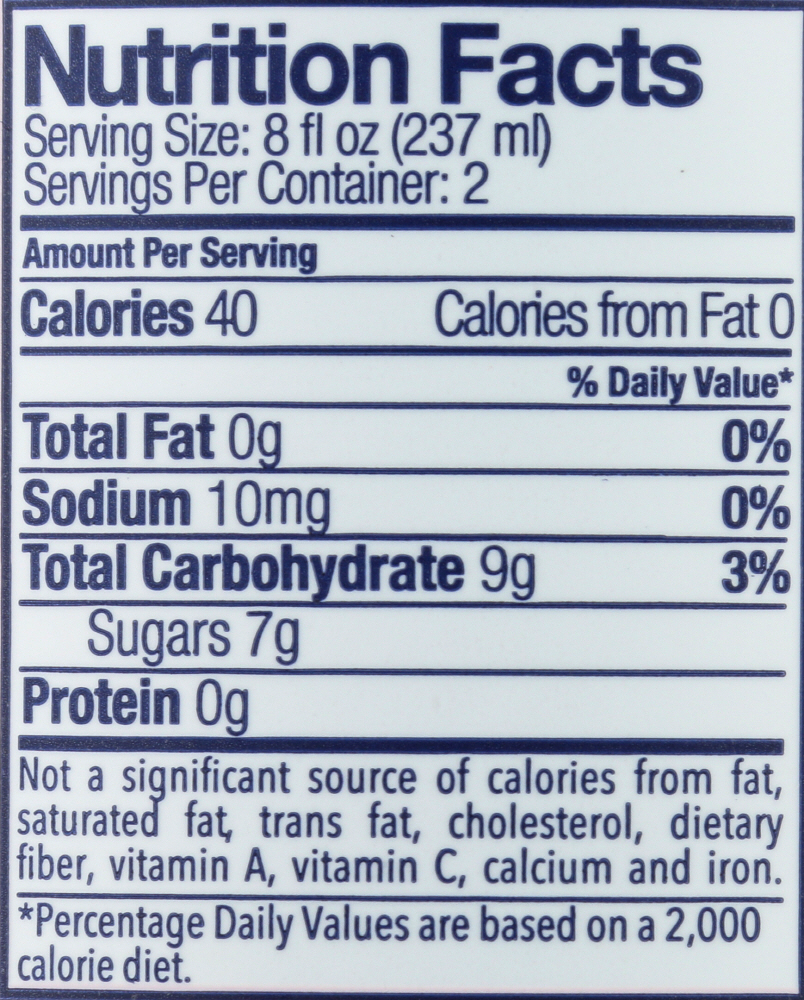 Nutrition Facts
Serving Size: 8 fl oz (237 ml)
Servings Per Container: 2
Amount Per Serving
Calories 40 Calories from Fat 0
% Daily Value*
Total Fat 0g 0%
Sodium 10mg 0%
Total Carbohydrate 9g 3%
Sugars 7g
Protein 0g
Not a significant source of calories from fat,
saturated fat, trans fat, cholesterol, dietary
fiber, vitamin A, vitamin C, calcium and iron.
*Percentage Daily Values are based on a 2,000
calorie diet.